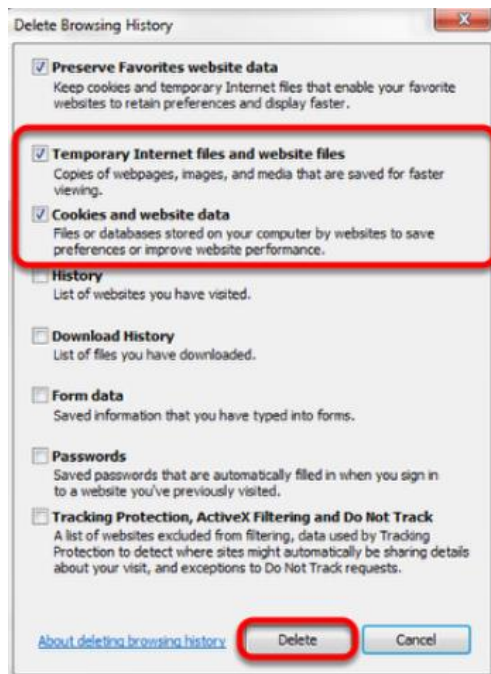 Delete Browsing History
X
Preserve Favorites website data
Keep cookies and temporary Internet files that enable your favorite
websites to retain preferences and display faster.
Temporary Internet files and website files
Copies of webpages, images, and media that are saved for faster
viewing.
Cookies and website data
Files or databases stored on your computer by websites to save
preferences or improve website performance.
History
List of websites you have visited.
Download History
List of files you have downloaded.
Form data
Saved information that you have typed into forms.
Passwords
Saved passwords that are automatically filled in when you sign in
to a website you've previously visited.
Tracking Protection, ActiveX Filtering and Do Not Track
A list of websites excluded from filtering, data used by Tracking
Protection to detect where sites might automatically be sharing details
about your visit, and exceptions to Do Not Track requests.
About deleting browsing history
Delete
Cancel